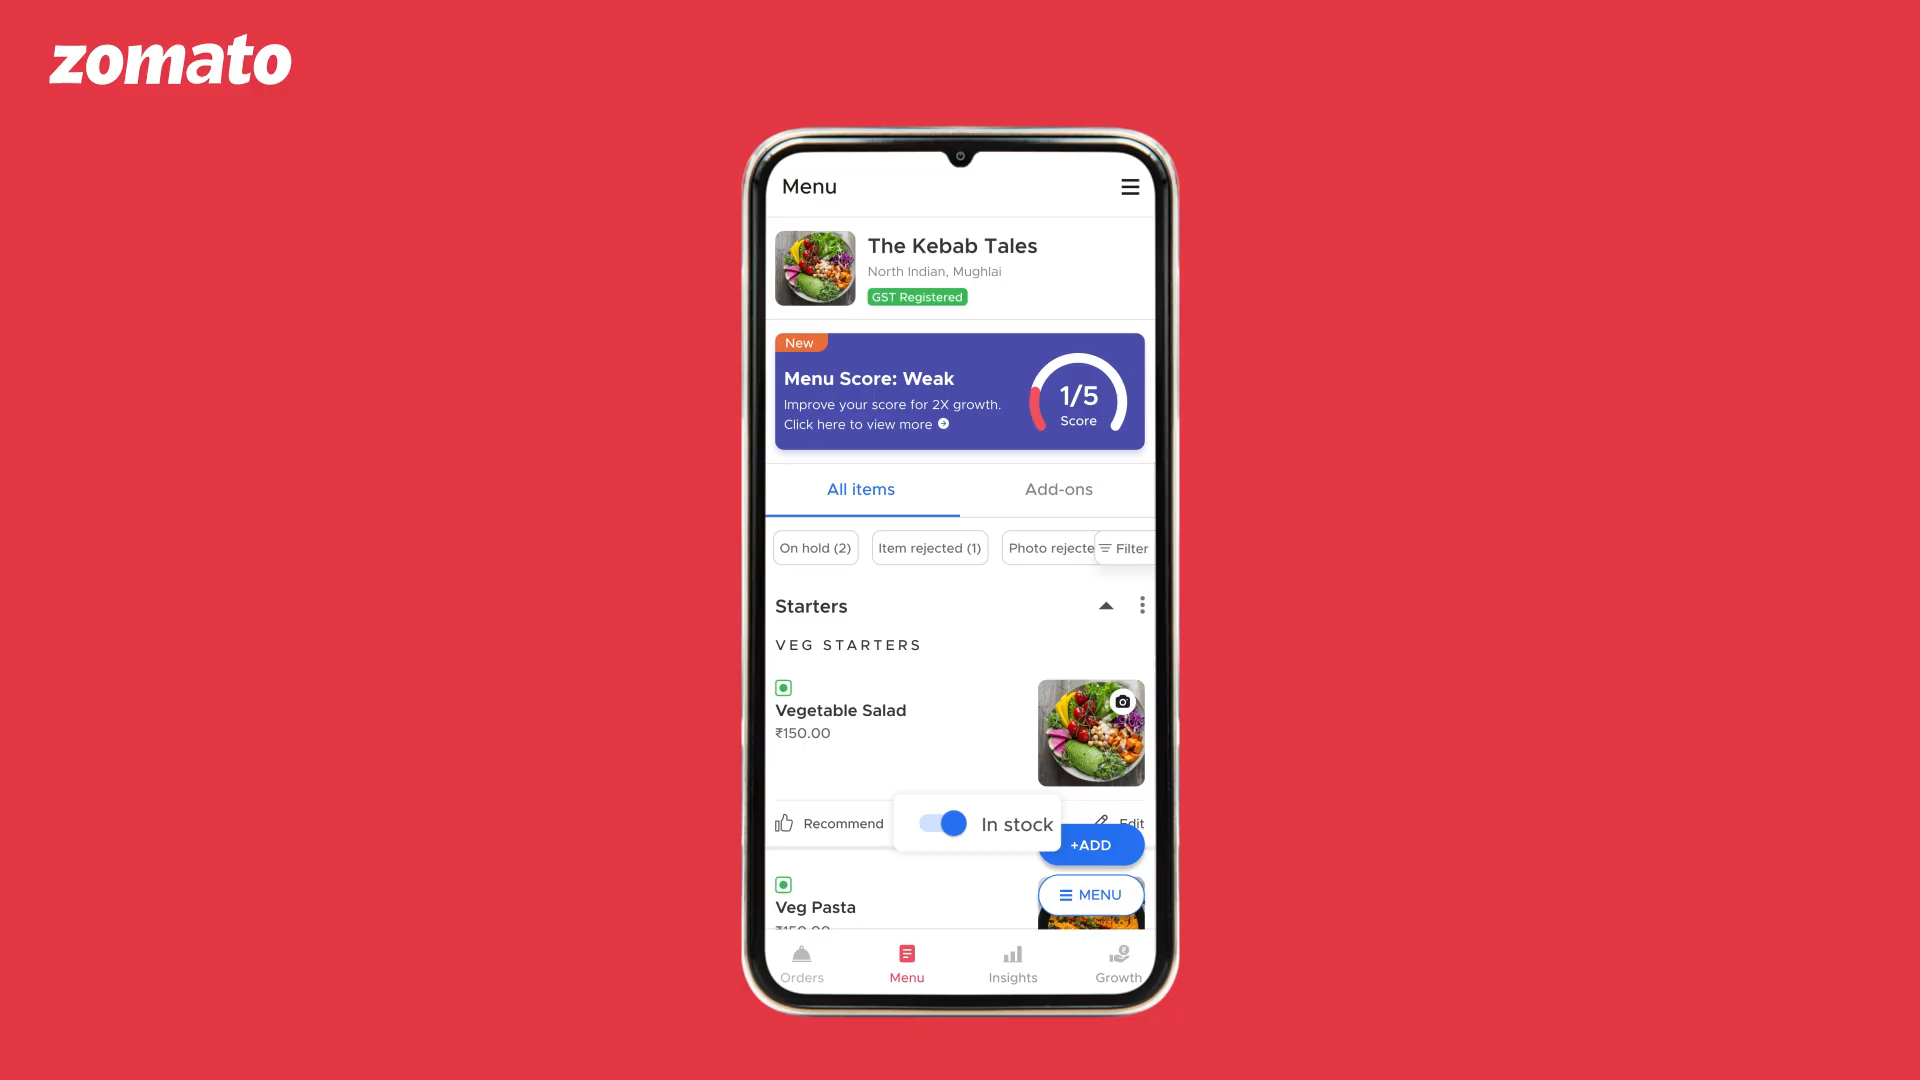 zomato
Menu
The Kebab Tales
North Indian, Mughlai
GST Registered
New
Menu Score: Weak
Improve your score for 2X growth.
Click here to view more
1/5
Score
All items
Add-ons
On hold (2)
Item rejected (1)
Photo rejecte
Filter
Starters
VEG STARTERS
Vegetable Salad
₹150.00
Recommend
In stock
Edit
+ADD
Veg Pasta
₹150.00
MENU
Orders
Menu
Insights
Growth